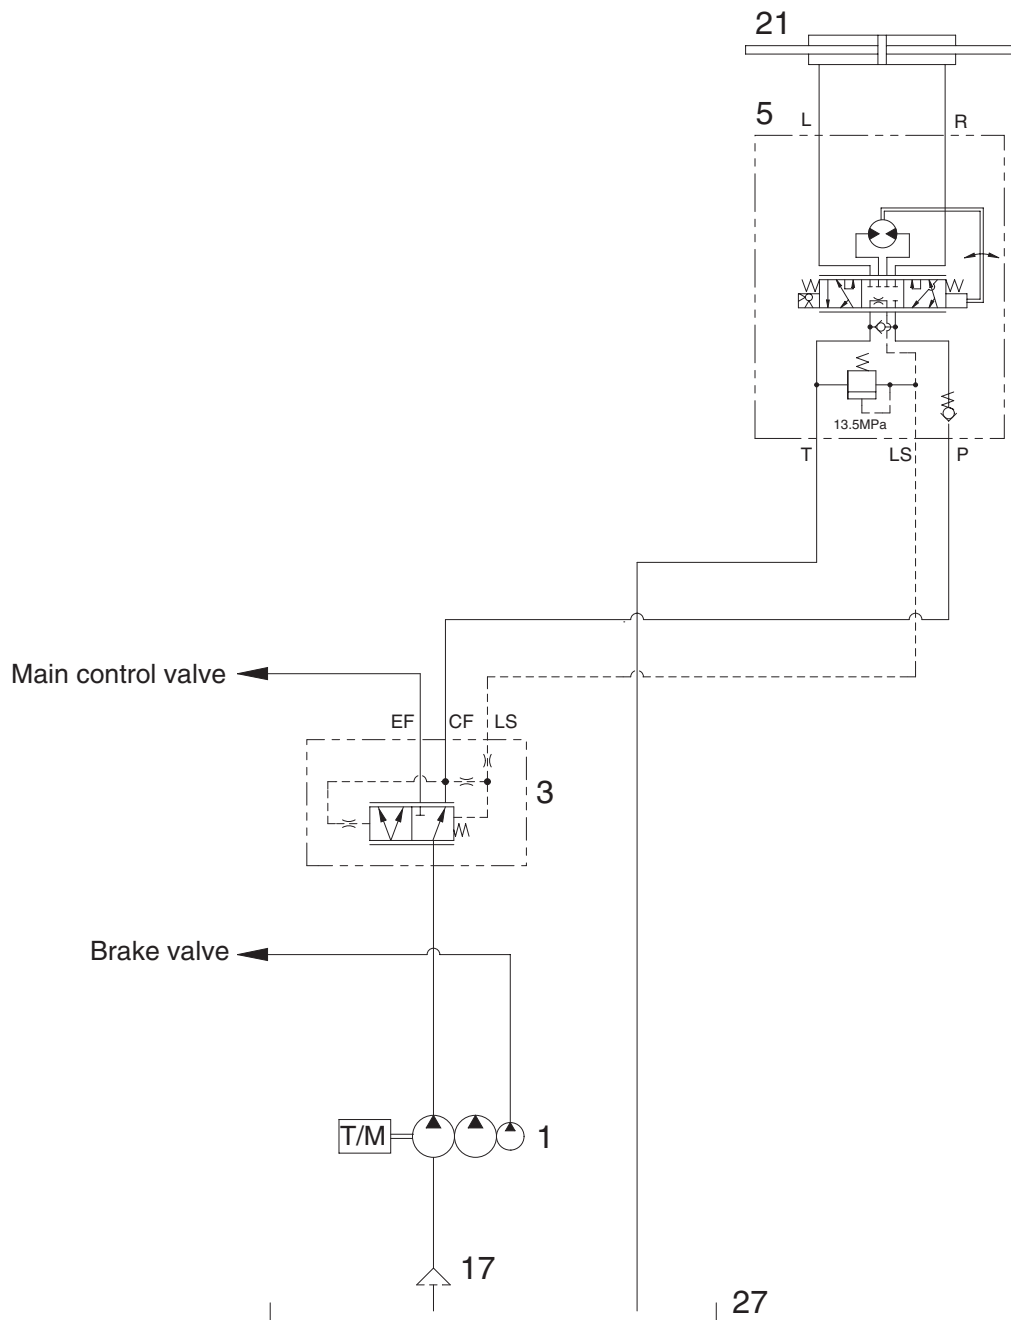 21
5 L R
13.5MPa
T LS P
Main control valve
EF CF LS
3
Brake valve
T/M 1
17
27